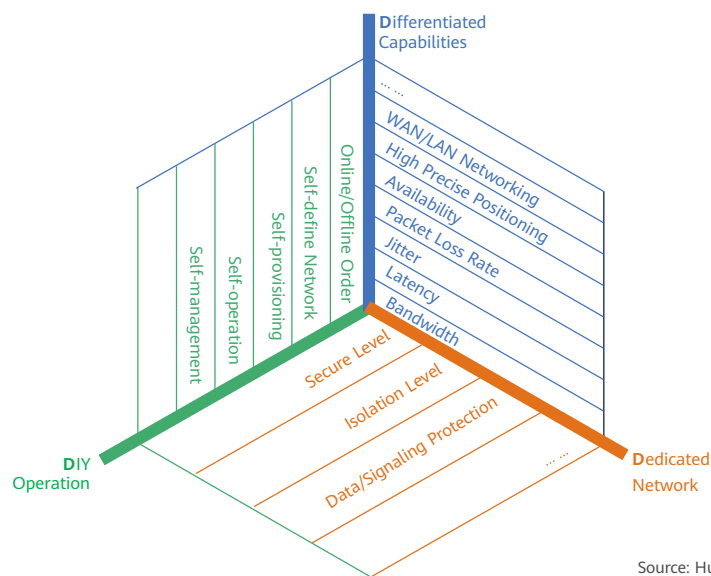 Differentiated
Capabilities
... ...
WAN/LAN Networking
High Precise Positioning
Availability
Packet Loss Rate
Jitter
Latency
Bandwidth
Online/Offline Order
Self-define Network
Self-provisioning
Self-operation
Self-management
Secure Level
Isolation Level
Data/Signaling Protection
... ...
DIY
Operation
Dedicated
Network
Source: Hu